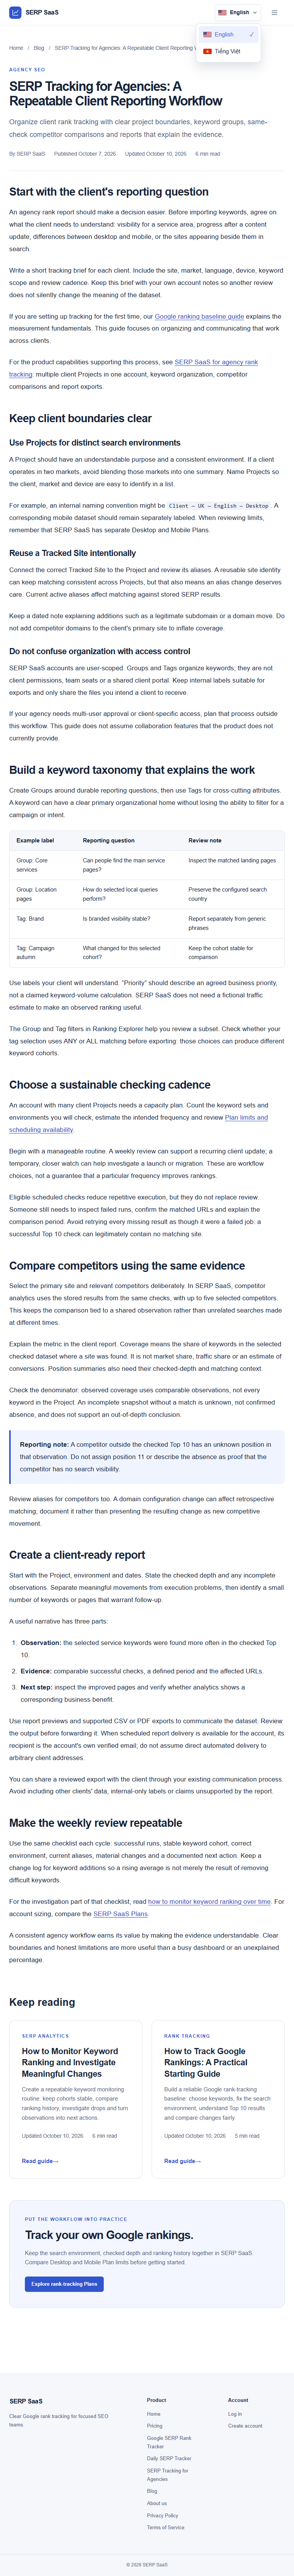 SERP SaaS
English
English
Tiếng Việt
Home / Blog / SERP Tracking for Agencies: A Repeatable Client Reporting
AGENCY SEO
SERP Tracking for Agencies: A
Repeatable Client Reporting Workflow
Organize client rank tracking with clear project boundaries, keyword groups, same-
check competitor comparisons and reports that explain the evidence.
By SERP SaaS Published October 7, 2026 Updated October 10, 2026 6 min read
Start with the client's reporting question
An agency rank report should make a decision easier. Before importing keywords, agree on
what the client needs to understand: visibility for a service area, progress after a content
update, differences between desktop and mobile, or the sites appearing beside them in
search.
Write a short tracking brief for each client. Include the site, market, language, device, keyword
scope and review cadence. Keep this brief with your own account notes so another review
does not silently change the meaning of the dataset.
If you are setting up tracking for the first time, our Google ranking baseline guide explains the
measurement fundamentals. This guide focuses on organizing and communicating that work
across clients.
For the product capabilities supporting this process, see SERP SaaS for agency rank
tracking: multiple client Projects in one account, keyword organization, competitor
comparisons and report exports.
Keep client boundaries clear
Use Projects for distinct search environments
A Project should have an understandable purpose and a consistent environment. If a client
operates in two markets, avoid blending those markets into one summary. Name Projects so
the client, market and device are easy to identify in a list.
For example, an internal naming convention might be Client — UK — English — Desktop . A
corresponding mobile dataset should remain separately labeled. When reviewing limits,
remember that SERP SaaS has separate Desktop and Mobile Plans.
Reuse a Tracked Site intentionally
Connect the correct Tracked Site to the Project and review its aliases. A reusable site identity
can keep matching consistent across Projects, but that also means an alias change deserves
care. Current active aliases affect matching against stored SERP results.
Keep a dated note explaining additions such as a legitimate subdomain or a domain move. Do
not add competitor domains to the client's primary site to inflate coverage.
Do not confuse organization with access control
SERP SaaS accounts are user-scoped. Groups and Tags organize keywords; they are not
client permissions, team seats or a shared client portal. Keep internal labels suitable for
exports and only share the files you intend a client to receive.
If your agency needs multi-user approval or client-specific access, plan that process outside
this workflow. This guide does not assume collaboration features that the product does not
currently provide.
Build a keyword taxonomy that explains the work
Create Groups around durable reporting questions, then use Tags for cross-cutting attributes.
A keyword can have a clear primary organizational home without losing the ability to filter for a
campaign or intent.
Example label Reporting question Review note
Group: Core
services
Can people find the main service
pages?
Inspect the matched landing pages
Group: Location
pages
How do selected local queries
perform?
Preserve the configured search
country
Tag: Brand
Is branded visibility stable?
Report separately from generic
phrases
Tag: Campaign
autumn
What changed for this selected
cohort?
Keep the cohort stable for
comparison
Use labels your client will understand. “Priority” should describe an agreed business priority,
not a claimed keyword-volume calculation. SERP SaaS does not need fictional traffic
estimate to make an observed ranking useful.
The Group and Tag filters in Ranking Explorer help you review a subset. Check whether your
tag selection uses ANY or ALL matching before exporting: those choices can produce different
keyword cohorts.
Choose a sustainable checking cadence
An account with many client Projects needs a capacity plan. Count the keyword sets and
environments you will check, estimate the intended frequency and review Plan limits and
scheduling availability.
Begin with a manageable routine. A weekly review can support a recurring client update; a
temporary, closer watch can help investigate a launch or migration. These are workflow
choices, not a guarantee that a particular frequency improves rankings.
Eligible scheduled checks reduce repetitive execution, but they do not replace review.
Someone still needs to inspect failed runs, confirm the matched URLs and explain the
comparison period. Avoid retrying every missing result as though it were a failed job: a
successful Top 10 check can legitimately contain no matching site.
Compare competitors using the same evidence
Select the primary site and relevant competitors deliberately. In SERP SaaS, competitor
analytics uses the stored results from the same checks, with up to five selected competitors.
This keeps the comparison tied to a shared observation rather than unrelated searches made
at different times.
Explain the metric in the client report. Coverage means the share of keywords in the selected
checked dataset where a site was found. It is not market share, traffic share or an estimate of
conversions. Position summaries also need their checked-depth and matching context.
Check the denominator: observed coverage uses comparable observations, not every
keyword in the Project. An incomplete snapshot without a match is unknown, not confirmed
absence, and does not support an out-of-depth conclusion.
Reporting note: A competitor outside the checked Top 10 has an unknown position in
that observation. Do not assign position 11 or describe the absence as proof that the
competitor has no search visibility.
Review aliases for competitors too. A domain configuration change can affect retrospective
matching; document it rather than presenting the resulting change as new competitive
movement.
Create a client-ready report
Start with the Project, environment and dates. State the checked depth and any incomplete
observations. Separate meaningful movements from execution problems, then identify a small
number of keywords or pages that warrant follow-up.
A useful narrative has three parts:
1. Observation: the selected service keywords were found more often in the checked Top
10.
2. Evidence: comparable successful checks, a defined period and the affected URLs.
3. Next step: inspect the improved pages and verify whether analytics shows a
corresponding business benefit.
Use report previews and supported CSV or PDF exports to communicate the dataset. Review
the output before forwarding it. When scheduled report delivery is available for the account, its
recipient is the account's own verified email; do not assume direct automated delivery to
arbitrary client addresses.
You can share a reviewed export with the client through your existing communication process.
Avoid including other clients' data, internal-only labels or claims unsupported by the report.
Make the weekly review repeatable
Use the same checklist each cycle: successful runs, stable keyword cohort, correct
environment, current aliases, material changes and a documented next action. Keep a
change log for keyword additions so a rising average is not merely the result of removing
difficult keywords.
For the investigation part of that checklist, read how to monitor keyword ranking over time. For
account sizing, compare the SERP SaaS Plans.
A consistent agency workflow earns its value by making the evidence understandable. Clear
boundaries and honest limitations are more useful than a busy dashboard or an unexplained
percentage.
Keep reading
SERP ANALYTICS
How to Monitor Keyword
Ranking and Investigate
Meaningful Changes
Create a repeatable keyword monitoring
routine: keep cohorts stable, compare
ranking history, investigate drops and turn
observations into next actions.
Updated October 10, 2026 6 min read
Read guide→
RANK TRACKING
How to Track Google
Rankings: A Practical
Starting Guide
Build a reliable Google rank-tracking
baseline: choose keywords, fix the search
environment, understand Top 10 results
and compare changes fairly.
Updated October 10, 2026 5 min read
Read guide→
PUT THE WORKFLOW INTO PRACTICE
Track your own Google rankings.
Keep the search environment, checked depth and ranking history together in SERP SaaS.
Compare Desktop and Mobile Plan limits before getting started.
Explore rank-tracking Plans
SERP SaaS
Clear Google rank tracking for focused SEO
teams.
Product
Home
Pricing
Google SERP Rank
Tracker
Daily SERP Tracker
SERP Tracking for
Agencies
Blog
About us
Privacy Policy
Terms of Service
Account
Log in
Create account
© 2026 SERP SaaS